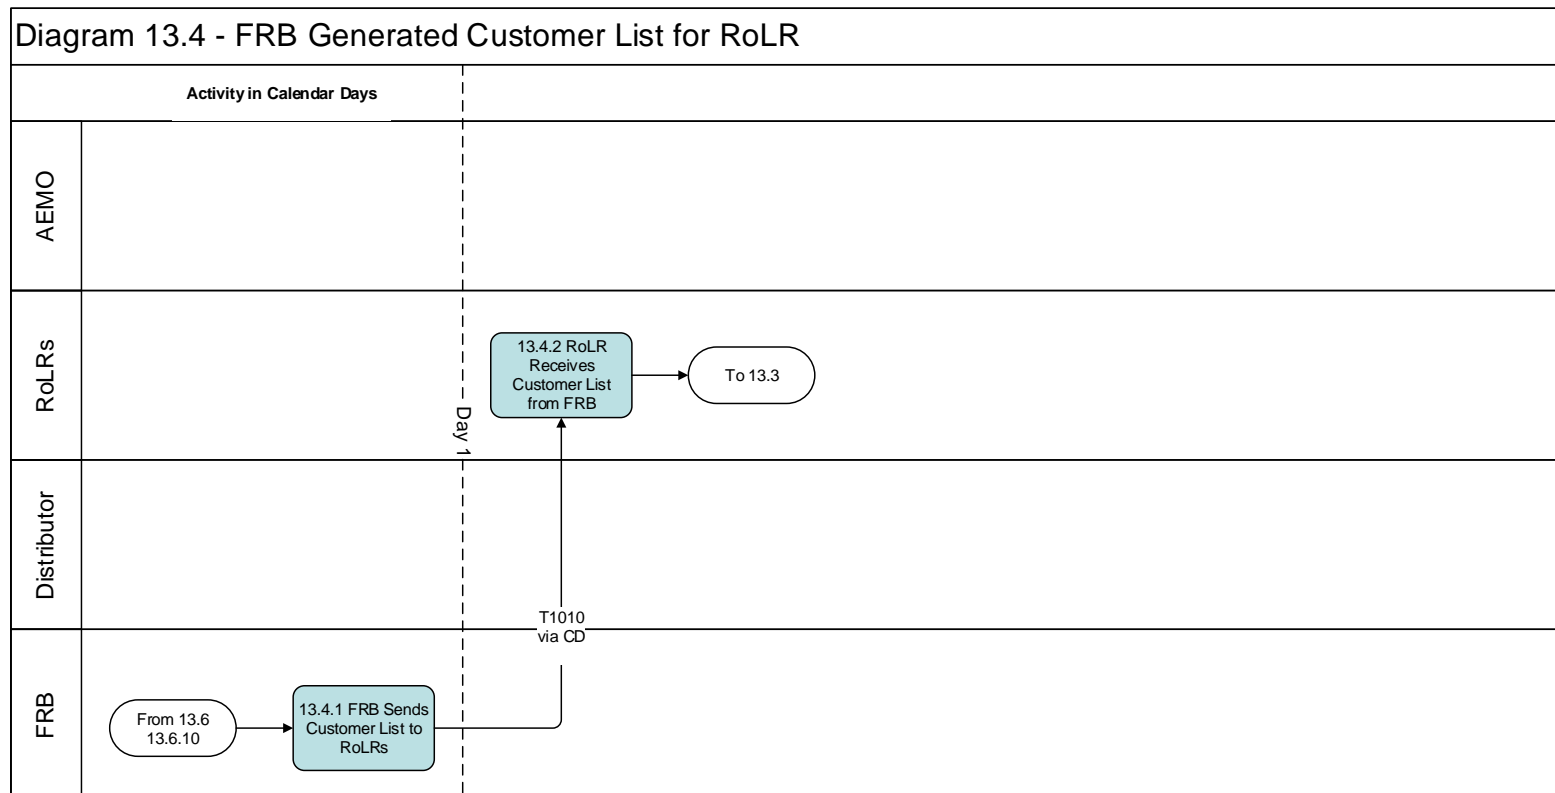 Diagram 13.4 - FRB Generated Customer List for RoLR
Activity in Calendar Days
AEMO
RoLRs
13.4.2 RoLR
Receives
Customer List
from FRB
To 13.3
Day 1
Distributor
T1010
via CD
FRB
From 13.6
13.6.10
13.4.1 FRB Sends
Customer List to
RoLRs